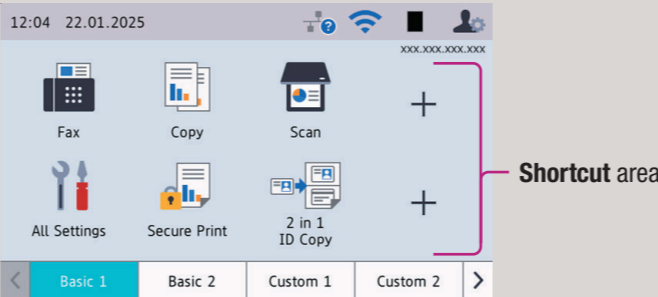 12:04 22.01.2025
?
xxx.xxx.xxx.xxx
Fax Copy Scan +
All Settings Secure Print 2 in 1
ID Copy +
Shortcut area
< Basic 1 Basic 2 Custom 1 Custom 2 >